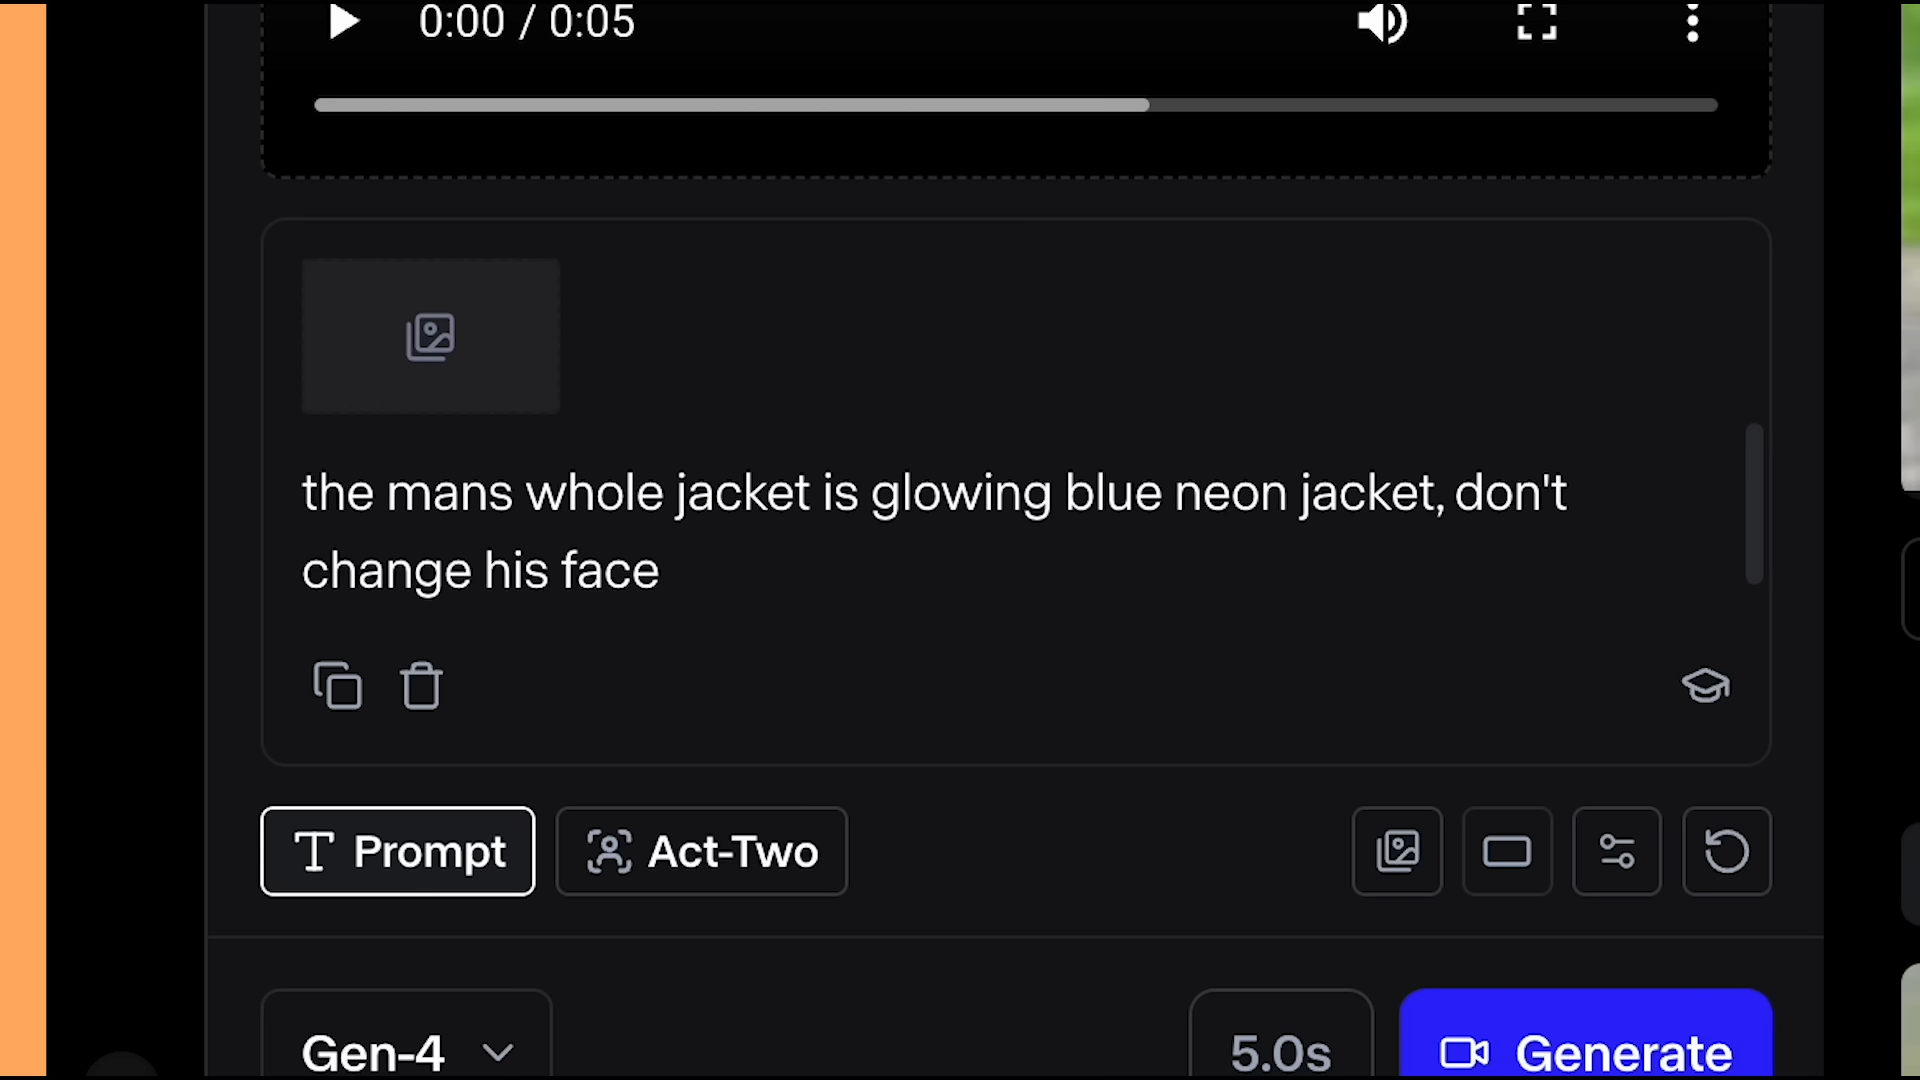 0:00 / 0:05
the mans whole jacket is glowing blue neon jacket, don't
change his face
Prompt
Act-Two
Gen-4
5.0s
Generate